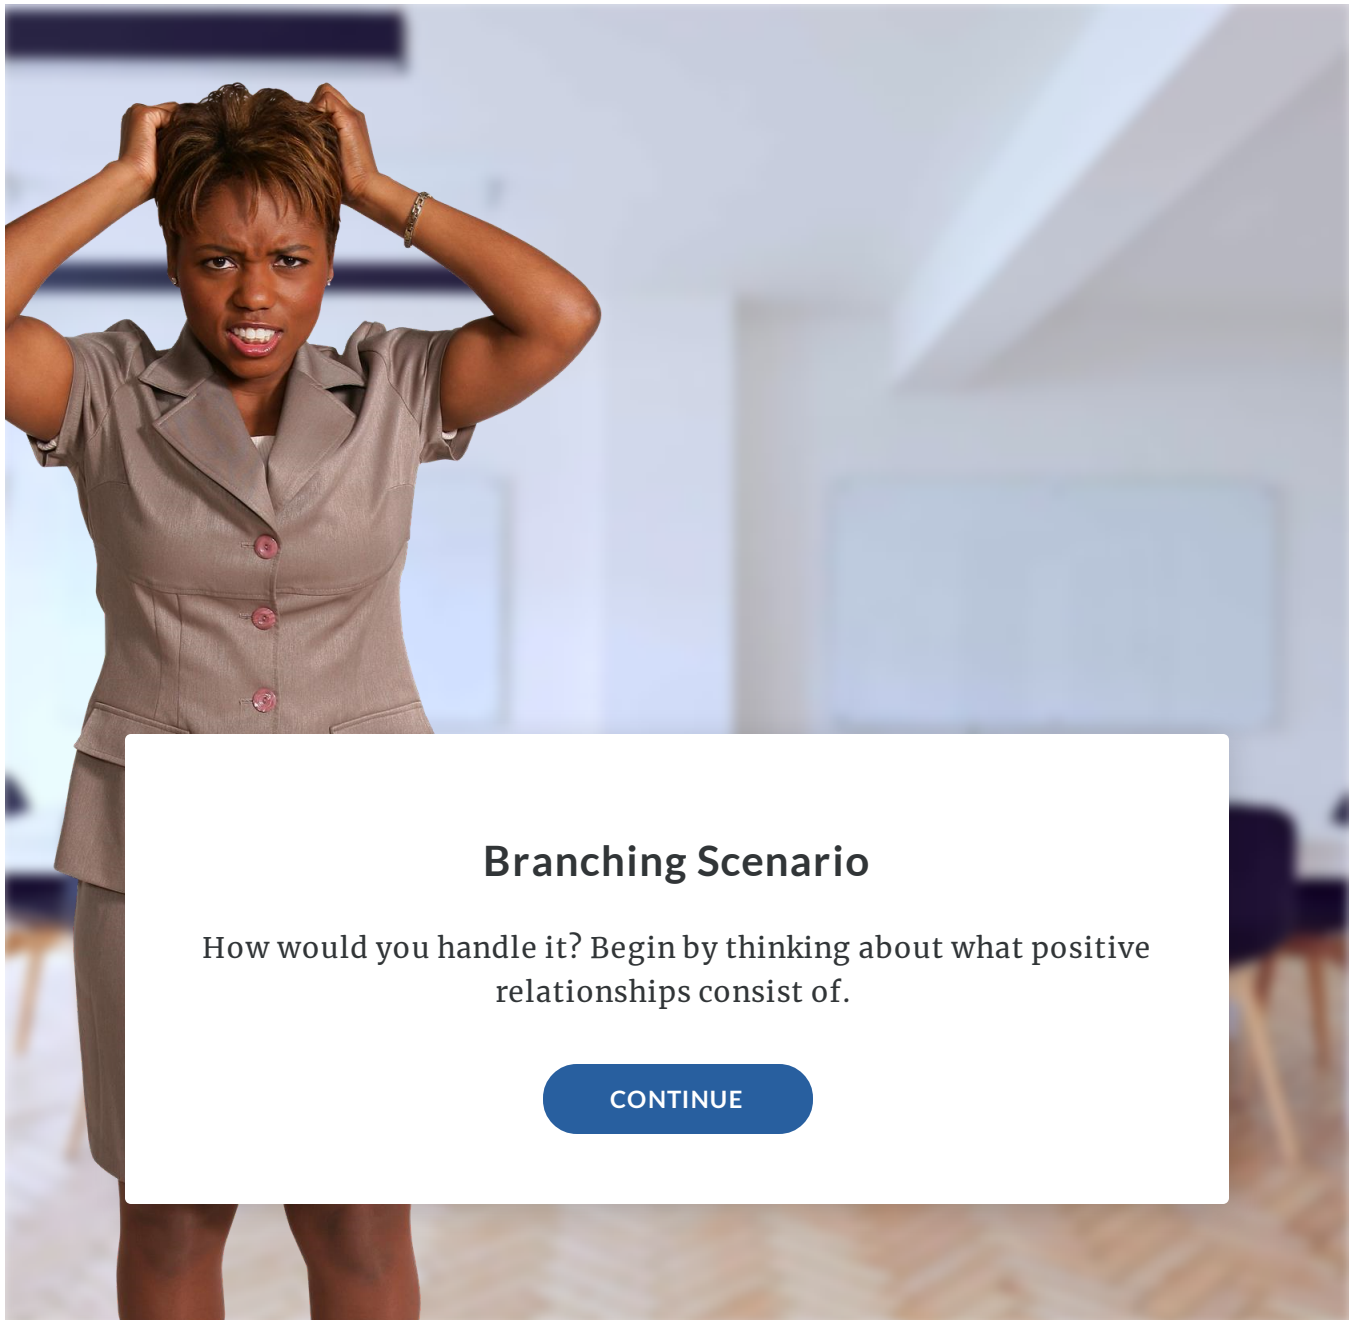 Branching Scenario
How would you handle it? Begin by thinking about what positive
relationships consist of.
CONTINUE